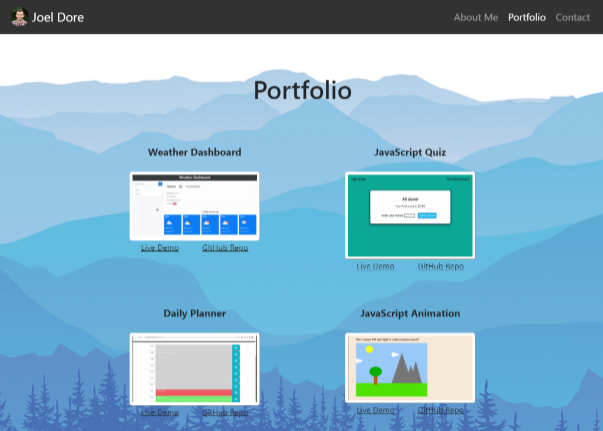 Joel Dore
About Me Portfolio Contact
Portfolio
Weather Dashboard
JavaScript Quiz
Weather Dashboard
All done!
Live Demo GitHub Repo
Live Demo GitHub Repo
Daily Planner
JavaScript Animation
Live Demo GitHub Repo
Live Demo GitHub Repo